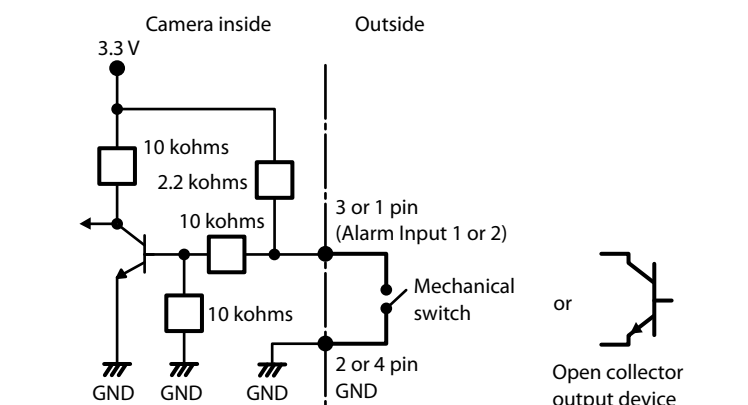 Camera inside
Outside
3.3 V
10 kohms
2.2 kohms
10 kohms
3 or 1 pin
(Alarm Input 1 or 2)
Mechanical
switch
or
10 kohms
2 or 4 pin
GND
GND
GND
GND
Open collector
output device